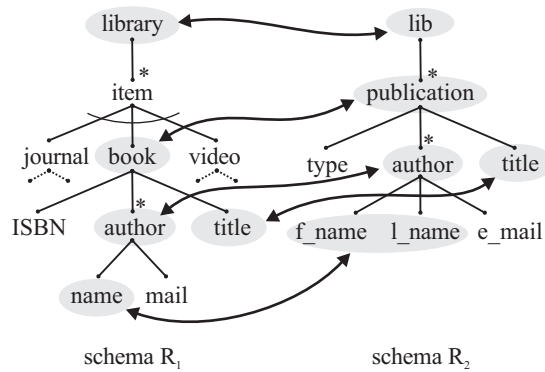 library lib
*
item
*
publication
journal book video
type
*
author title
ISBN
*
author title
f_name l_name e_mail
name mail
schema R1 schema R2